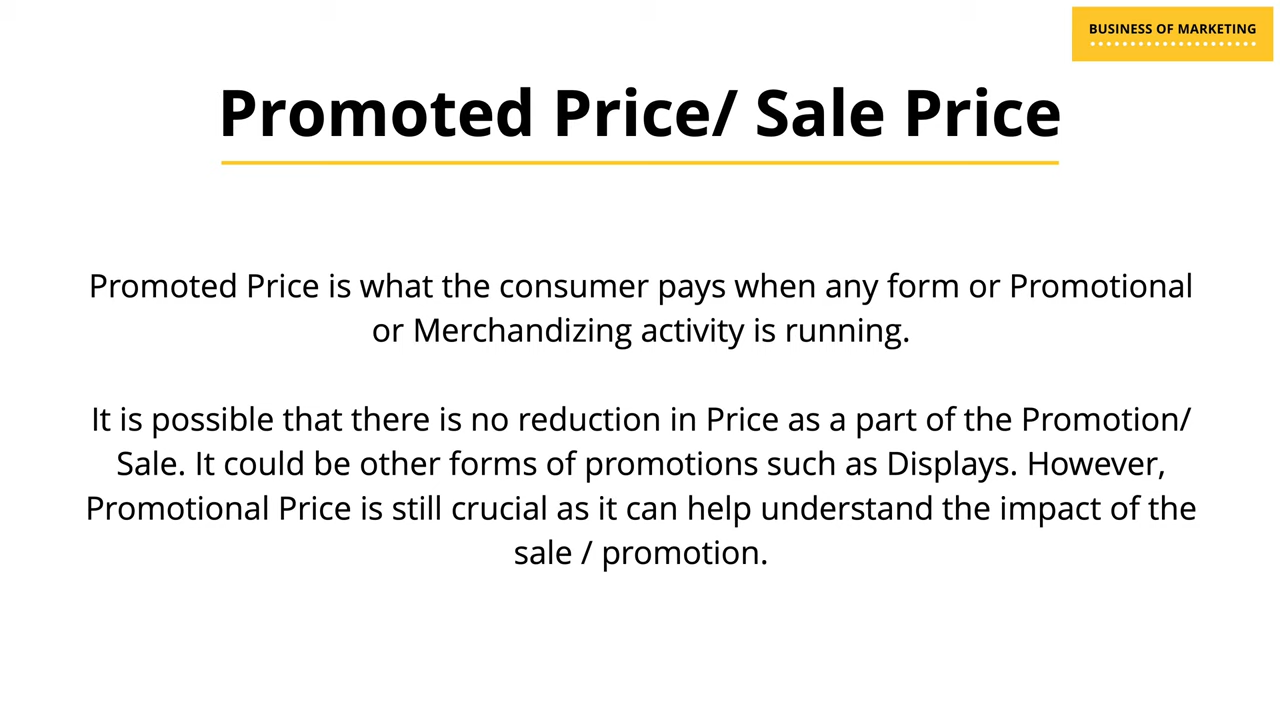 BUSINESS OF MARKETING
Promoted Price/ Sale Price
Promoted Price is what the consumer pays when any form or Promotional
or Merchandizing activity is running.
It is possible that there is no reduction in Price as a part of the Promotion/
Sale. It could be other forms of promotions such as Displays. However,
Promotional Price is still crucial as it can help understand the impact of the
sale / promotion.